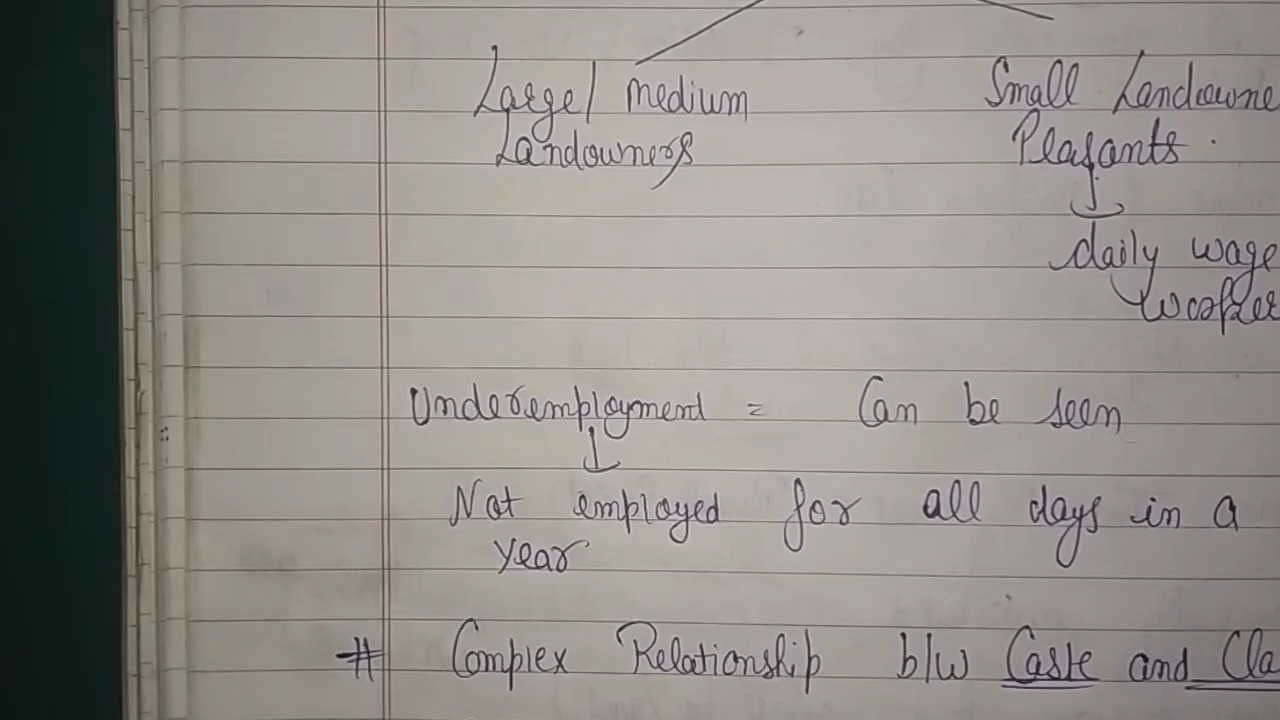 Large/ medium
Landowners
Small Landowne
Peasants.
daily wage
worker
Underemployment = Can be seen
Not employed for all days in a
year
# Complex Relationship b/w Caste and Cla